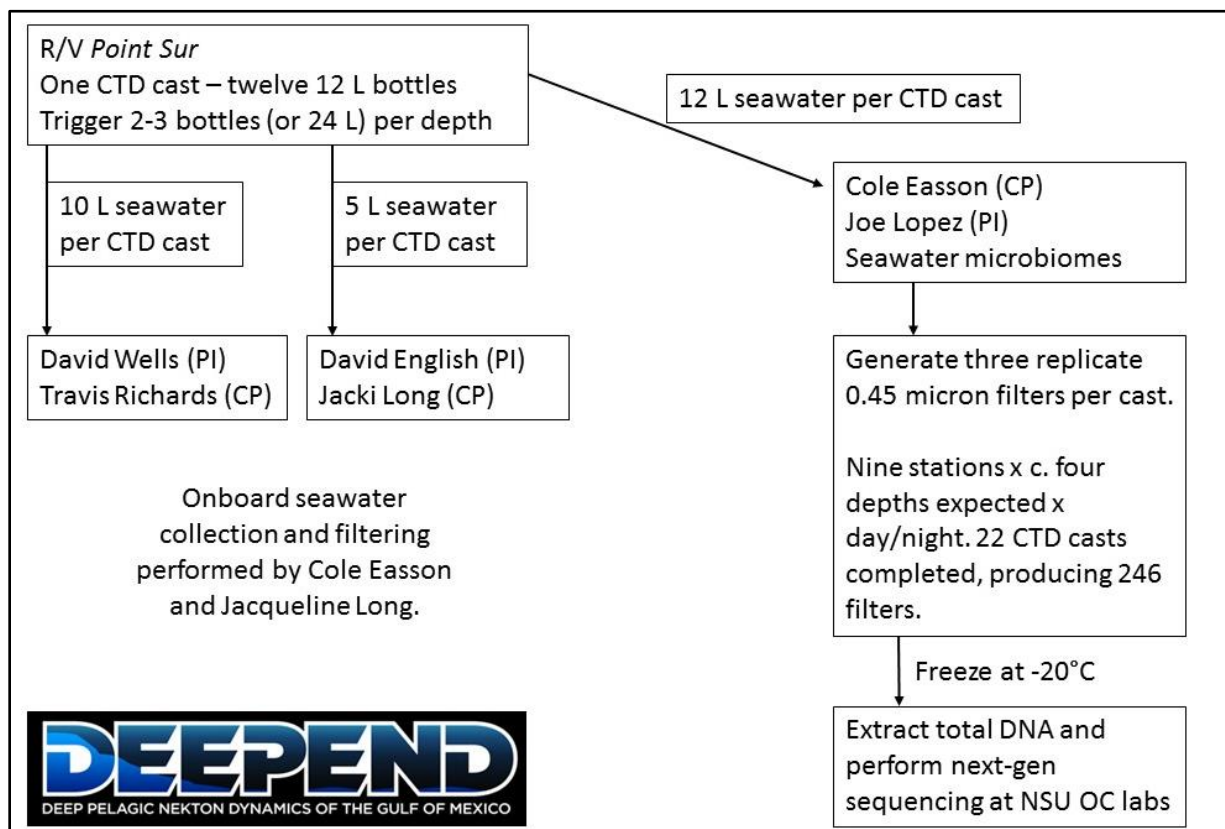 R/V Point Sur
One CTD cast – twelve 12 L bottles
Trigger 2-3 bottles (or 24 L) per depth
12 L seawater per CTD cast
10 L seawater
per CTD cast
5 L seawater
per CTD cast
Cole Easson (CP)
Joe Lopez (PI)
Seawater microbiomes
David Wells (PI)
Travis Richards (CP)
David English (PI)
Jacki Long (CP)
Generate three replicate
0.45 micron filters per cast.
Nine stations x c. four
depths expected x
day/night. 22 CTD casts
completed, producing 246
filters.
Onboard seawater
collection and filtering
performed by Cole Easson
and Jacqueline Long.
Freeze at -20°C
Extract total DNA and
perform next-gen
sequencing at NSU OC labs
DEEPEND
DEEP PELAGIC NEKTON DYNAMICS OF THE GULF OF MEXICO